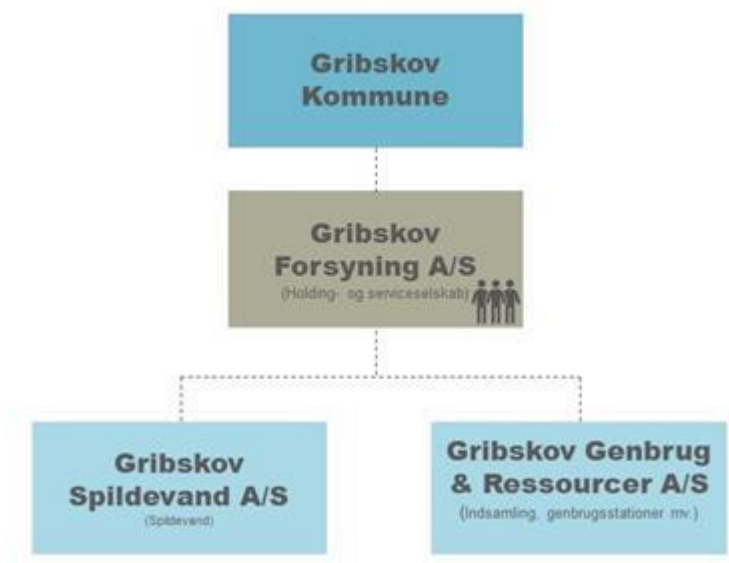 Gribskov
Kommune
Gribskov
Forsyning A/S
(Holding- og serviceselskab)
Gribskov
Spildevand A/S
(Spildevand)
Gribskov Genbrug
& Ressourcer A/S
(Indsamling, genbrugsstationer mv.)